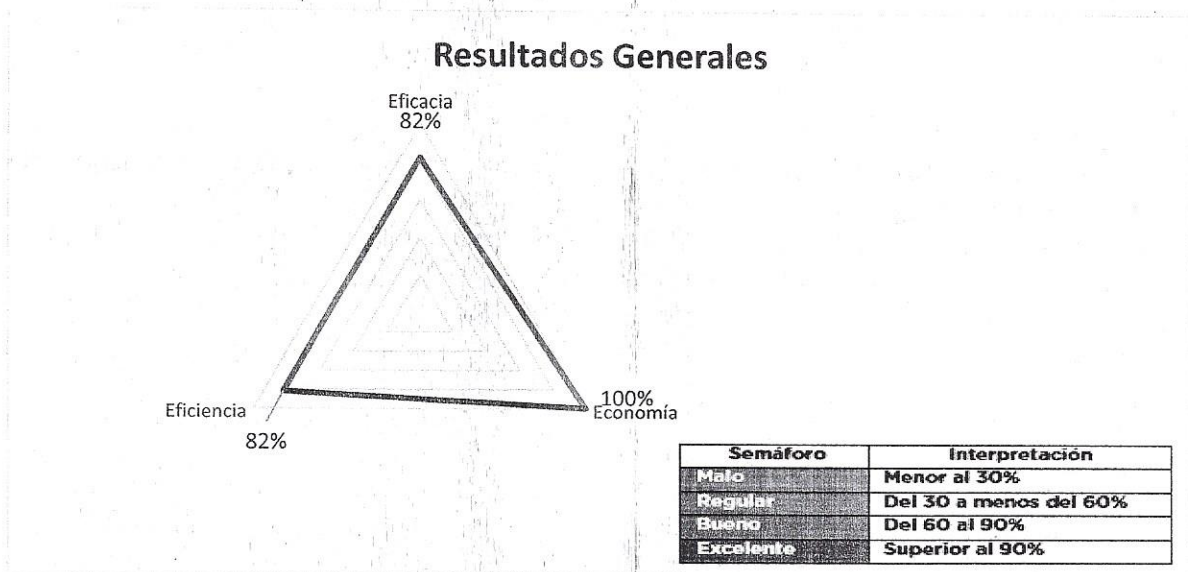 Resultados Generales
Eficacia
82%
100%
Economía
Eficiencia
82%
Semáforo Interpretación
Malo Menor al 30%
Regular Del 30 a menos del 60%
Bueno Del 60 al 90%
Excelente Superior al 90%